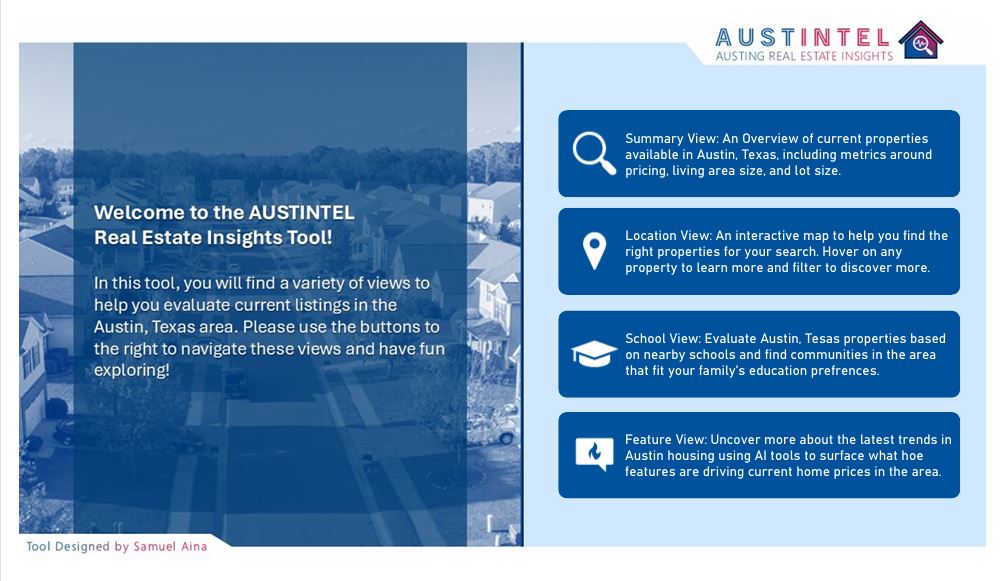 AUSTINTEL
AUSTING REAL ESTATE INSIGHTS
Welcome to the AUSTINTEL
Real Estate Insights Tool!
In this tool, you will find a variety of views to
help you evaluate current listings in the
Austin, Texas area. Please use the buttons to
the right to navigate these views and have fun
exploring!
Summary View: An Overview of current properties
available in Austin, Texas, including metrics around
pricing, living area size, and lot size.
Location View: An interactive map to help you find the
right properties for your search. Hover on any
property to learn more and filter to discover more.
School View: Evaluate Austin, Tesas properties based
on nearby schools and find communities in the area
that fit your family's education prefrences.
Feature View: Uncover more about the latest trends in
Austin housing using AI tools to surface what hoe
features are driving current home prices in the area.
Tool Designed by Samuel Aina